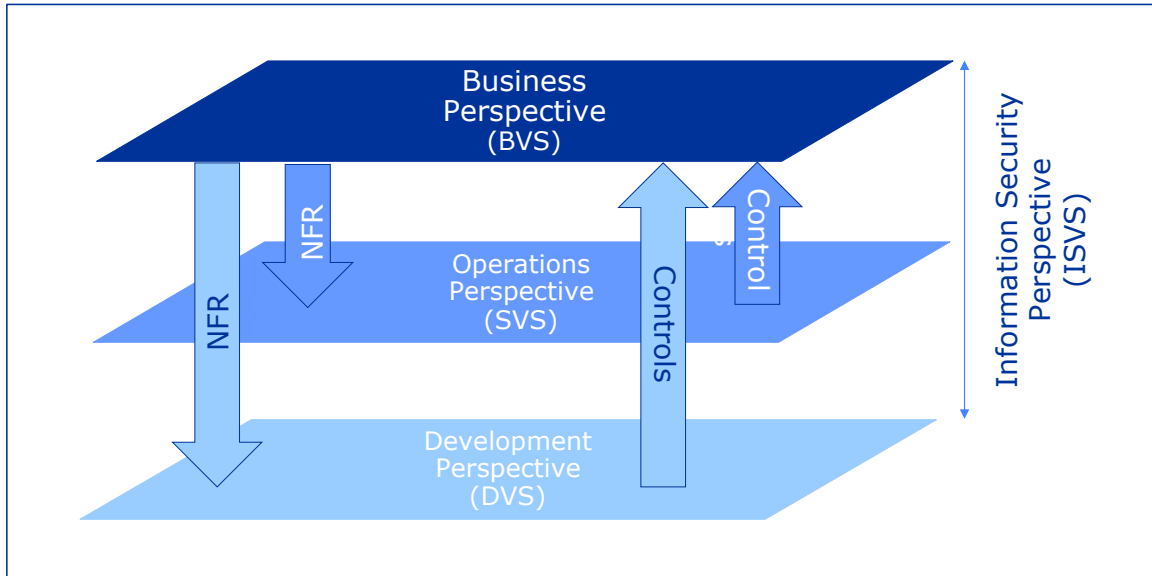 Business
Perspective
(BVS)
NFR
NFR
Controls
Control
s
Operations
Perspective
(SVS)
Development
Perspective
(DVS)
Information Security
Perspective
(ISVS)